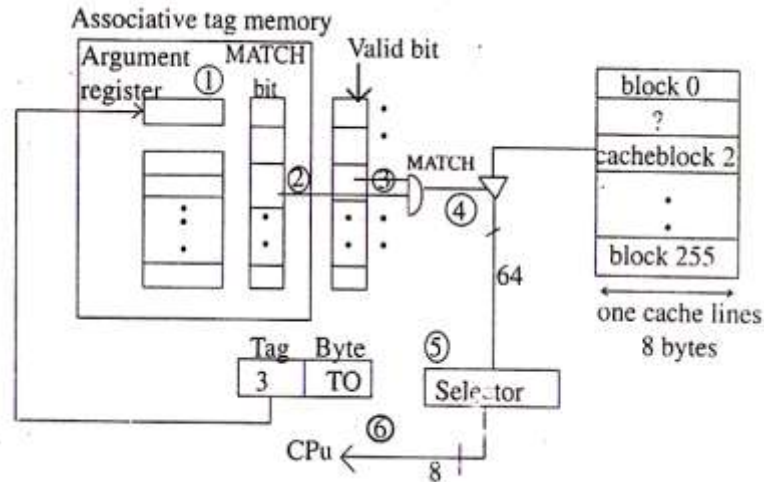 Associative tag memory
Argument
register
①
MATCH
bit
Valid bit
②
③
MATCH
④
block 0
?
cacheblock 2
block 255
one cache lines
8 bytes
64
Tag Byte
3 TO
⑤
Selector
⑥
CPu
8